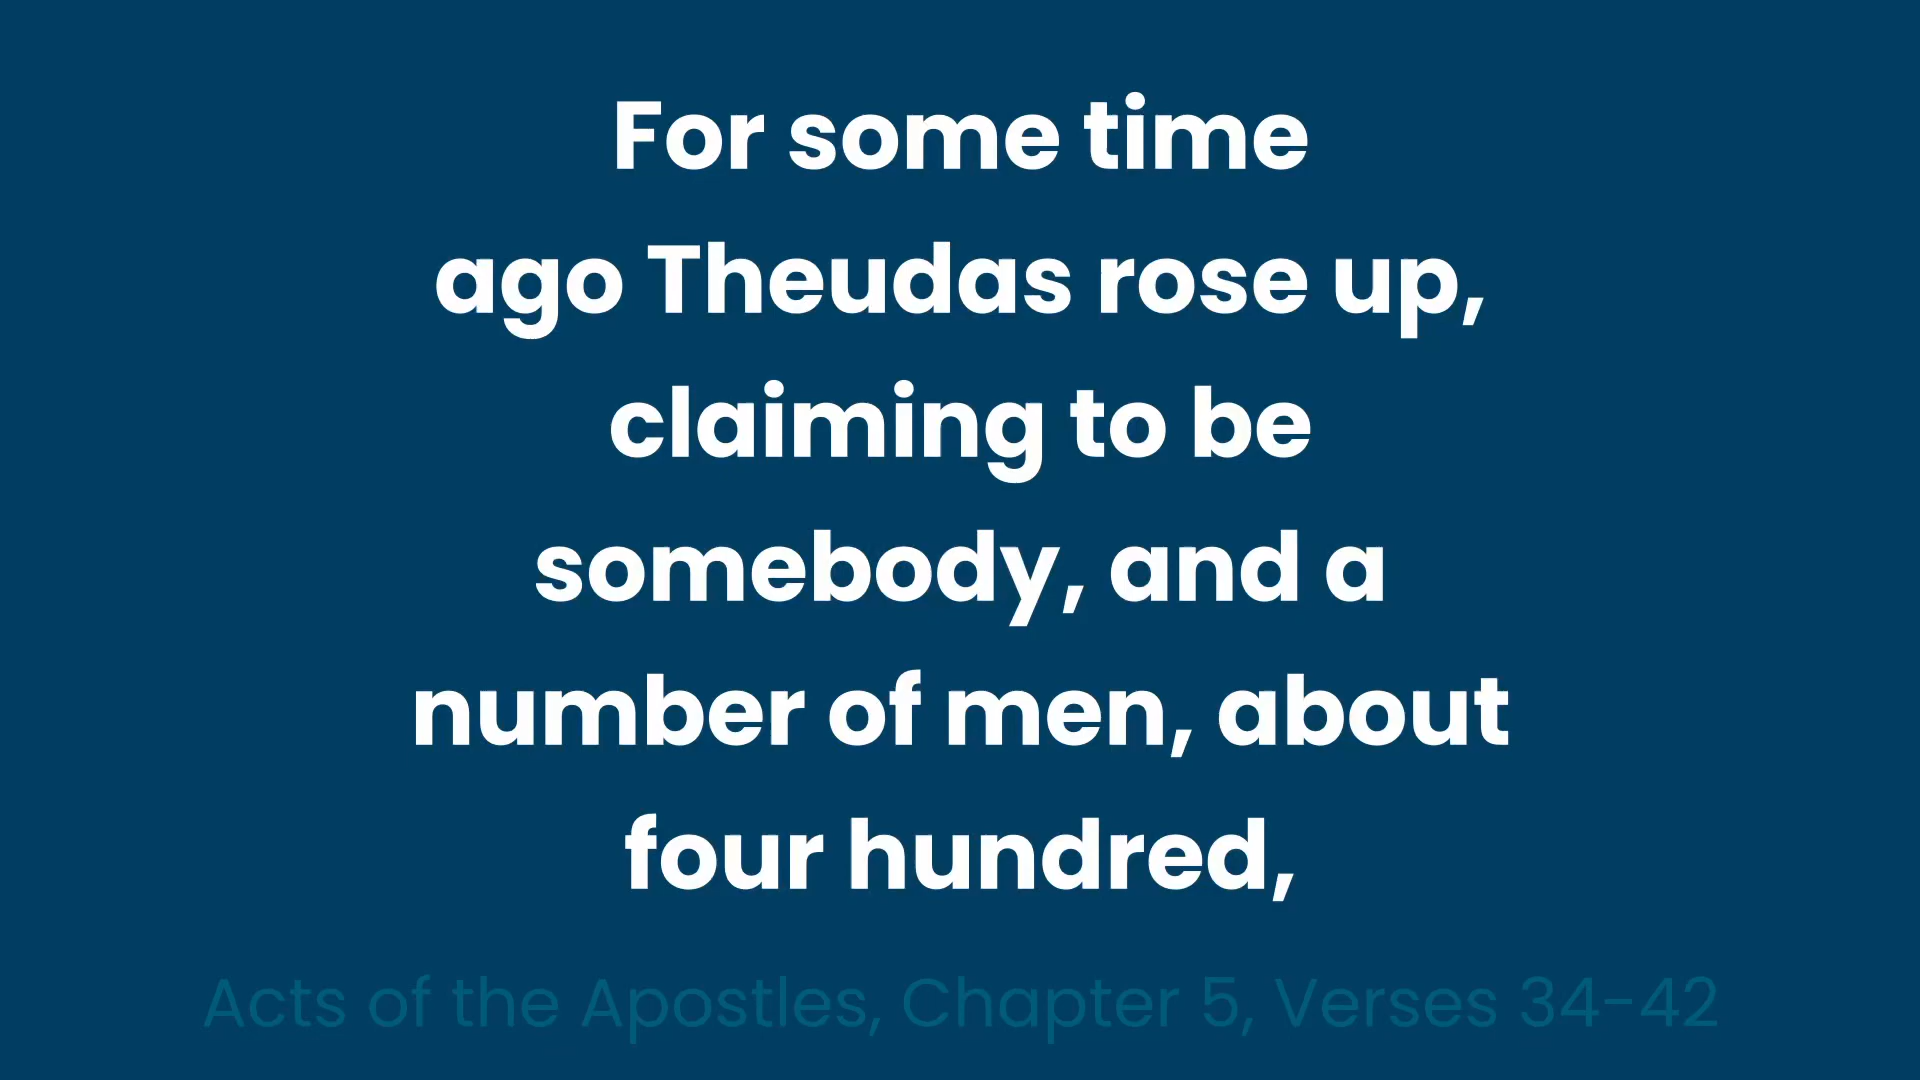 For some time
ago Theudas rose up,
claiming to be
somebody, and a
number of men, about
four hundred,
Acts of the Apostles, Chapter 5, Verses 34-42